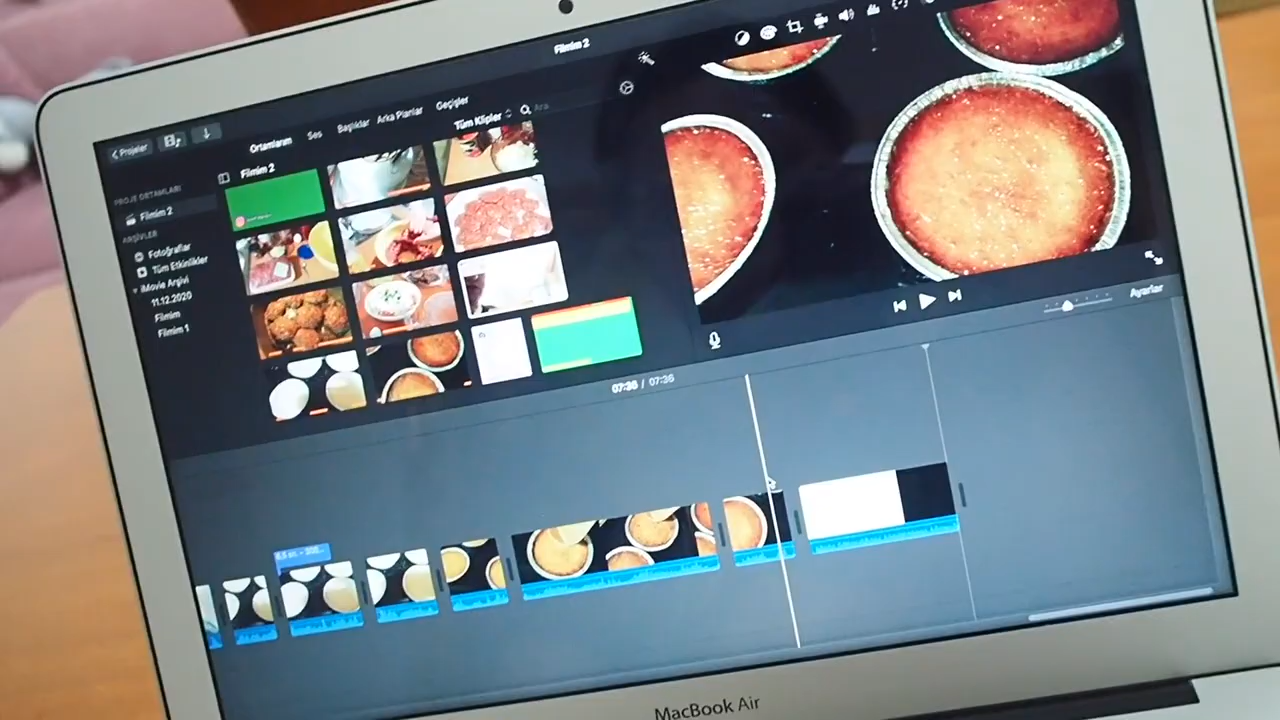 Filmim 2
Projeler
Ortamlarım Ses Başlıklar Arka Planlar Geçişler
Filmim 2
Tüm Klipler
Ara
PROJE ORTAMLARI
Filmim 2
ARŞİVLER
Fotoğraflar
Tüm Etkinlikler
iMovie Arşivi
11.12.2020
Filmim
Filmim 1
Ayarlar
07:36 / 07:36
MacBook Air